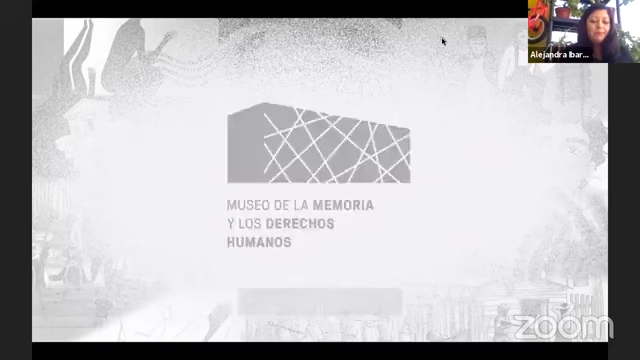 Alejandra Ibar...
MUSEO DE LA MEMORIA
Y LOS DERECHOS
HUMANOS
zoom